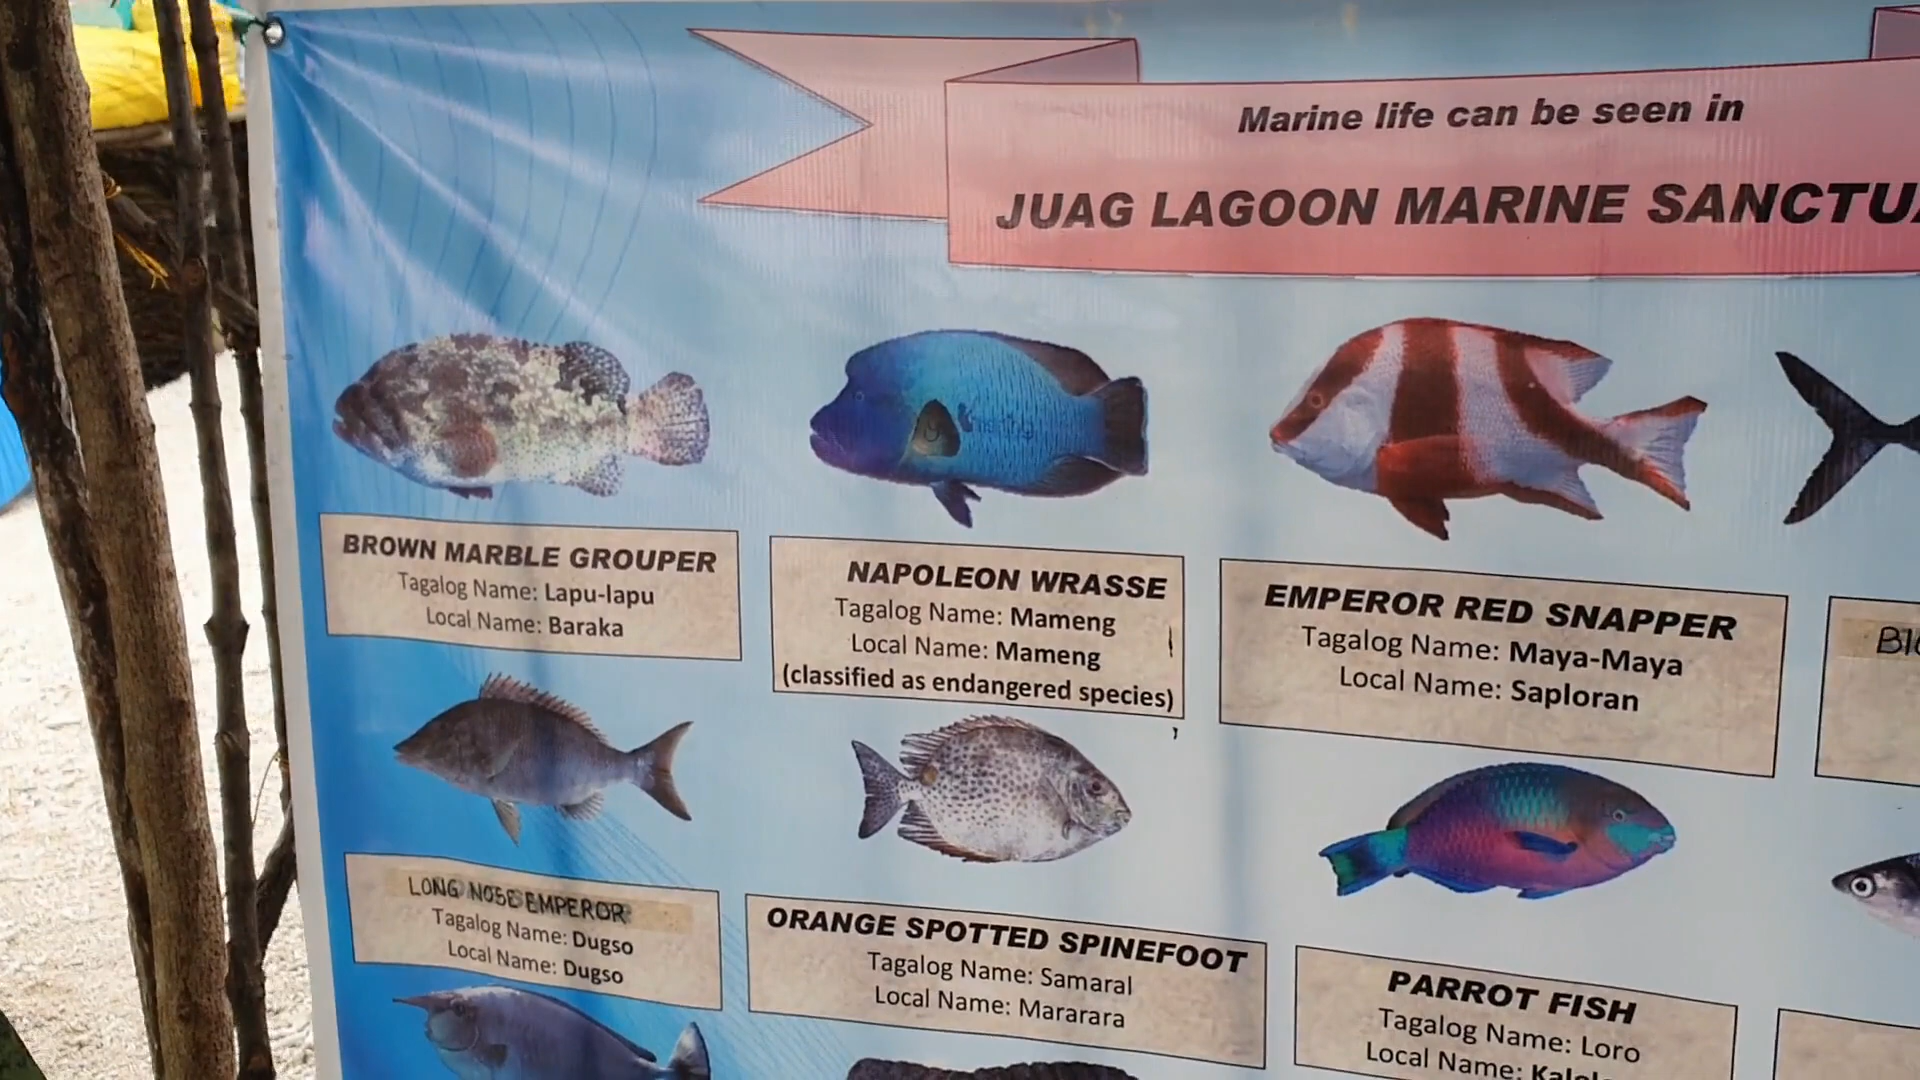 Marine life can be seen in
JUAG LAGOON MARINE
BROWN MARBLE GROUPER
Tagalog Name: Lapu-lapu
Local Name: Baraka
NAPOLEON WRASSE
Tagalog Name: Mameng
Local Name: Mameng
(classified as endangered species)
EMPEROR RED SNAPPER
Tagalog Name: Maya-Maya
Local Name: Saploran
LONG NOSE EMPEROR
Tagalog Name: Dugso
Local Name: Dugso
ORANGE SPOTTED SPINEFOOT
Tagalog Name: Samaral
Local Name: Mararara
PARROT FISH
Tagalog Name: Loro
Local Name: